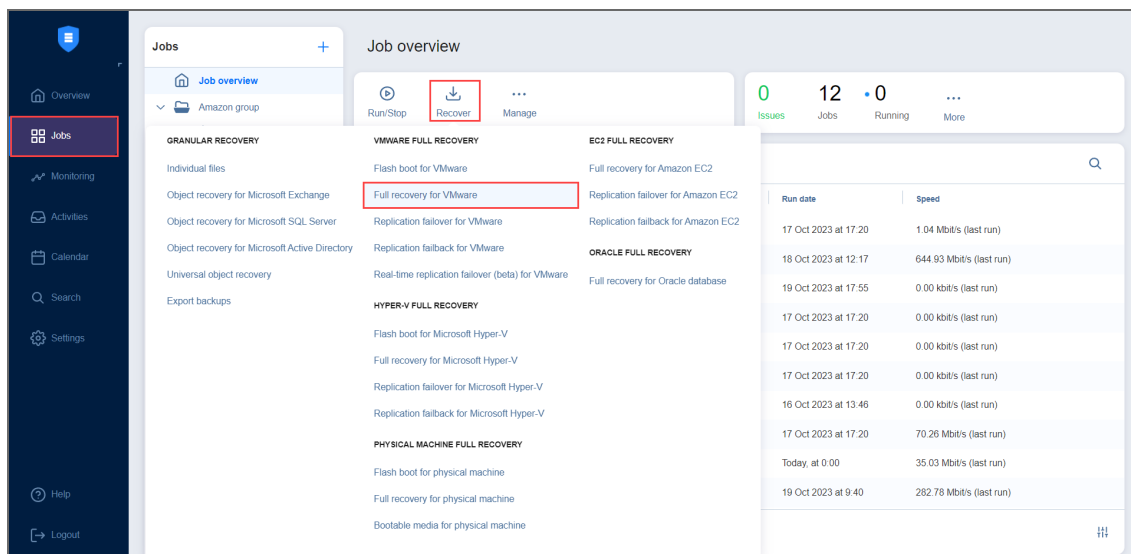 Overview
Jobs
Monitoring
Activities
Calendar
Search
Settings
Help
Logout
Jobs +
Job overview
Amazon group
Job overview
Run/Stop
Recover
Manage
0
Issues
12
Jobs
0
Running
More
GRANULAR RECOVERY
Individual files
Object recovery for Microsoft Exchange
Object recovery for Microsoft SQL Server
Object recovery for Microsoft Active Directory
Universal object recovery
Export backups
VMWARE FULL RECOVERY
Flash boot for VMware
Full recovery for VMware
Replication failover for VMware
Replication failback for VMware
Real-time replication failover (beta) for VMware
HYPER-V FULL RECOVERY
Flash boot for Microsoft Hyper-V
Full recovery for Microsoft Hyper-V
Replication failover for Microsoft Hyper-V
Replication failback for Microsoft Hyper-V
PHYSICAL MACHINE FULL RECOVERY
Flash boot for physical machine
Full recovery for physical machine
Bootable media for physical machine
EC2 FULL RECOVERY
Full recovery for Amazon EC2
Replication failover for Amazon EC2
Replication failback for Amazon EC2
ORACLE FULL RECOVERY
Full recovery for Oracle database
Run date Speed
17 Oct 2023 at 17:20 1.04 Mbit/s (last run)
18 Oct 2023 at 12:17 644.93 Mbit/s (last run)
19 Oct 2023 at 17:55 0.00 kbit/s (last run)
17 Oct 2023 at 17:20 0.00 kbit/s (last run)
17 Oct 2023 at 17:20 0.00 kbit/s (last run)
17 Oct 2023 at 17:20 0.00 kbit/s (last run)
16 Oct 2023 at 13:46 0.00 kbit/s (last run)
17 Oct 2023 at 17:20 70.26 Mbit/s (last run)
Today, at 0:00 35.03 Mbit/s (last run)
19 Oct 2023 at 9:40 282.78 Mbit/s (last run)